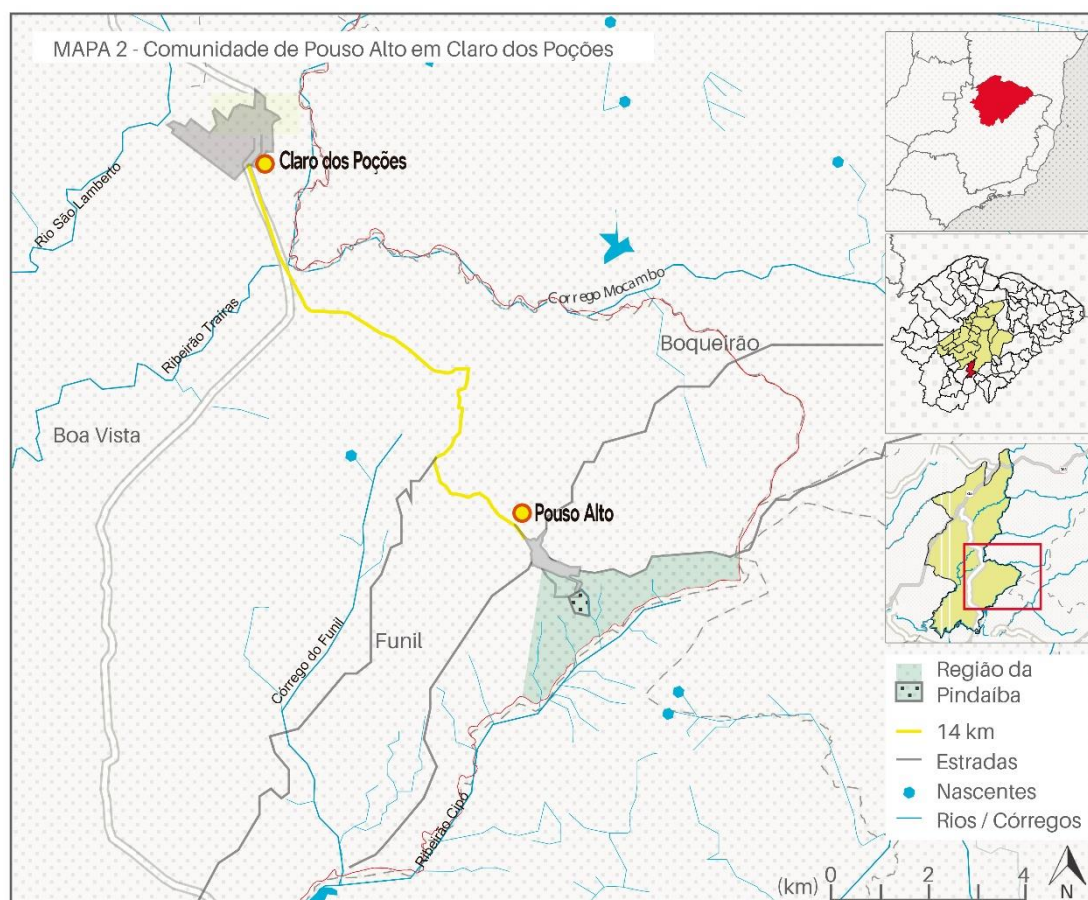 MAPA 2 - Comunidade de Pouso Alto em Claro dos Poções
Claro dos Poções
Rio São Lamberto
Ribeirão Trairas
Corrego Mocambo
Boqueirão
Boa Vista
Pouso Alto
Funil
Córrego do Funil
Ribeirão Cipó
Região da
Pindaíba
14 km
Estradas
Nascentes
Rios / Córregos
(km) 0 2 4
N